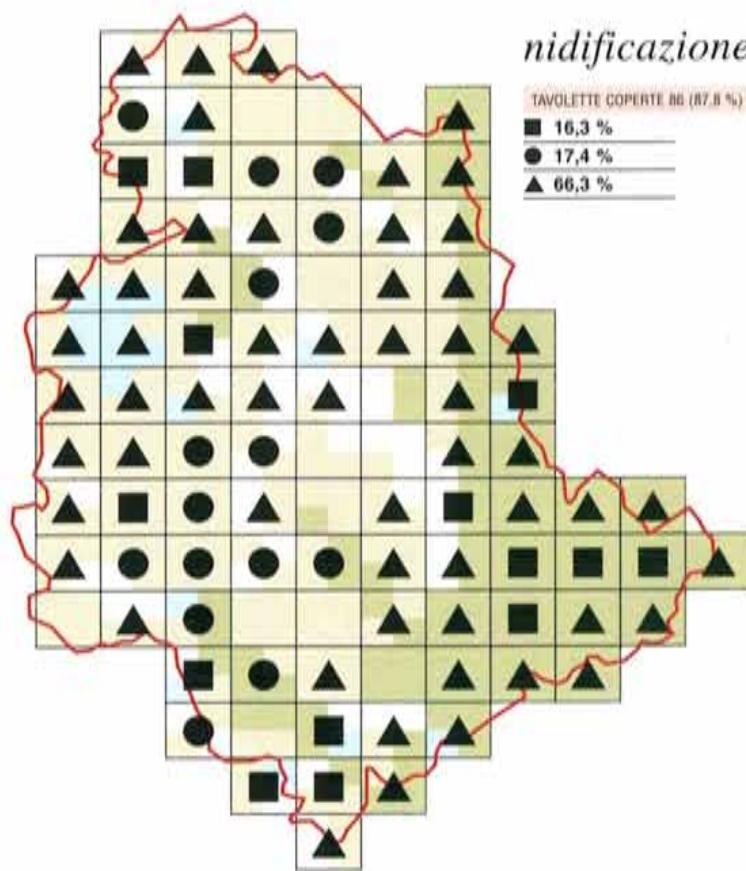 nidificazione
TAVOLETTE COPERTE 86 (87.8 %)
■ 16,3 %
● 17,4 %
▲ 66,3 %